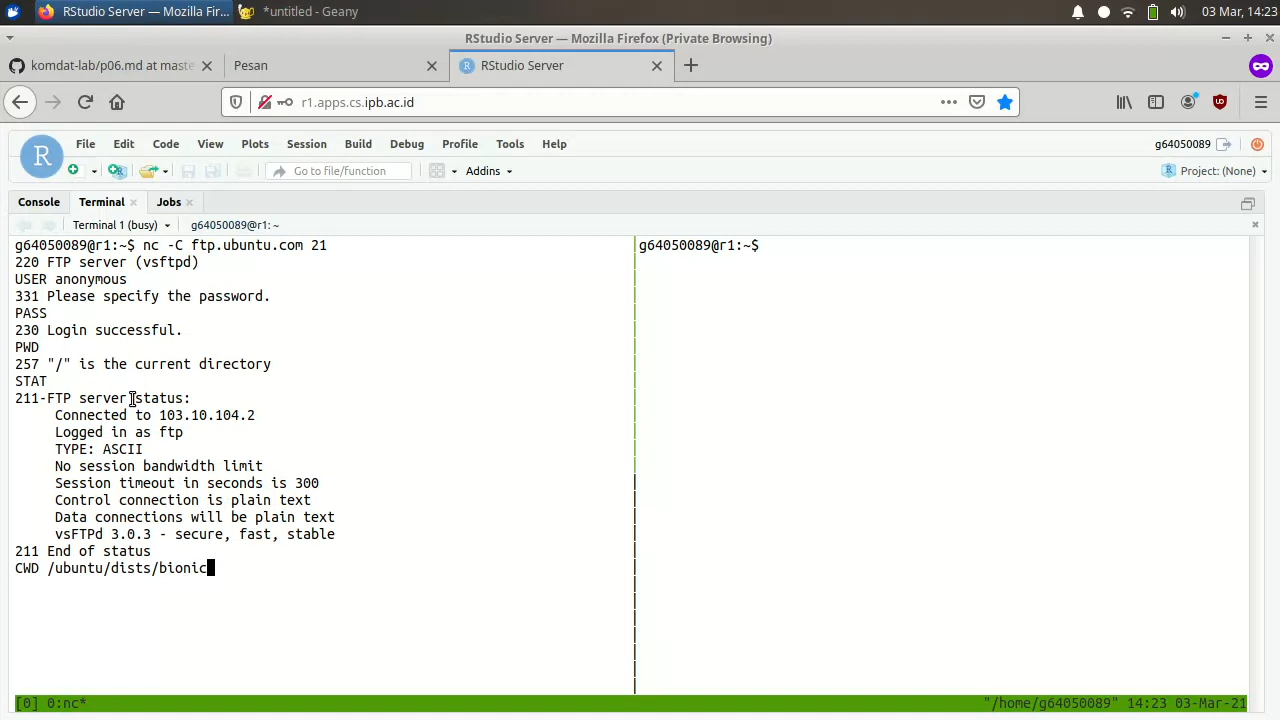 RStudio Server — Mozilla Fir...
*untitled - Geany
03 Mar, 14:23
RStudio Server — Mozilla Firefox (Private Browsing)
komdat-lab/p06.md at maste
Pesan
RStudio Server
r1.apps.cs.ipb.ac.id
File Edit Code View Plots Session Build Debug Profile Tools Help
g64050089
Go to file/function
Addins
Project: (None)
Console Terminal Jobs
Terminal 1 (busy)
g64050089@r1: ~
g64050089@r1:~$ nc -C ftp.ubuntu.com 21
220 FTP server (vsftpd)
USER anonymous
331 Please specify the password.
PASS
230 Login successful.
PWD
257 "/" is the current directory
STAT
211-FTP server status:
Connected to 103.10.104.2
Logged in as ftp
TYPE: ASCII
No session bandwidth limit
Session timeout in seconds is 300
Control connection is plain text
Data connections will be plain text
vsFTPd 3.0.3 - secure, fast, stable
211 End of status
CWD /ubuntu/dists/bionic
g64050089@r1:~$
[0] 0:nc*
"/home/g64050089" 14:23 03-Mar-21